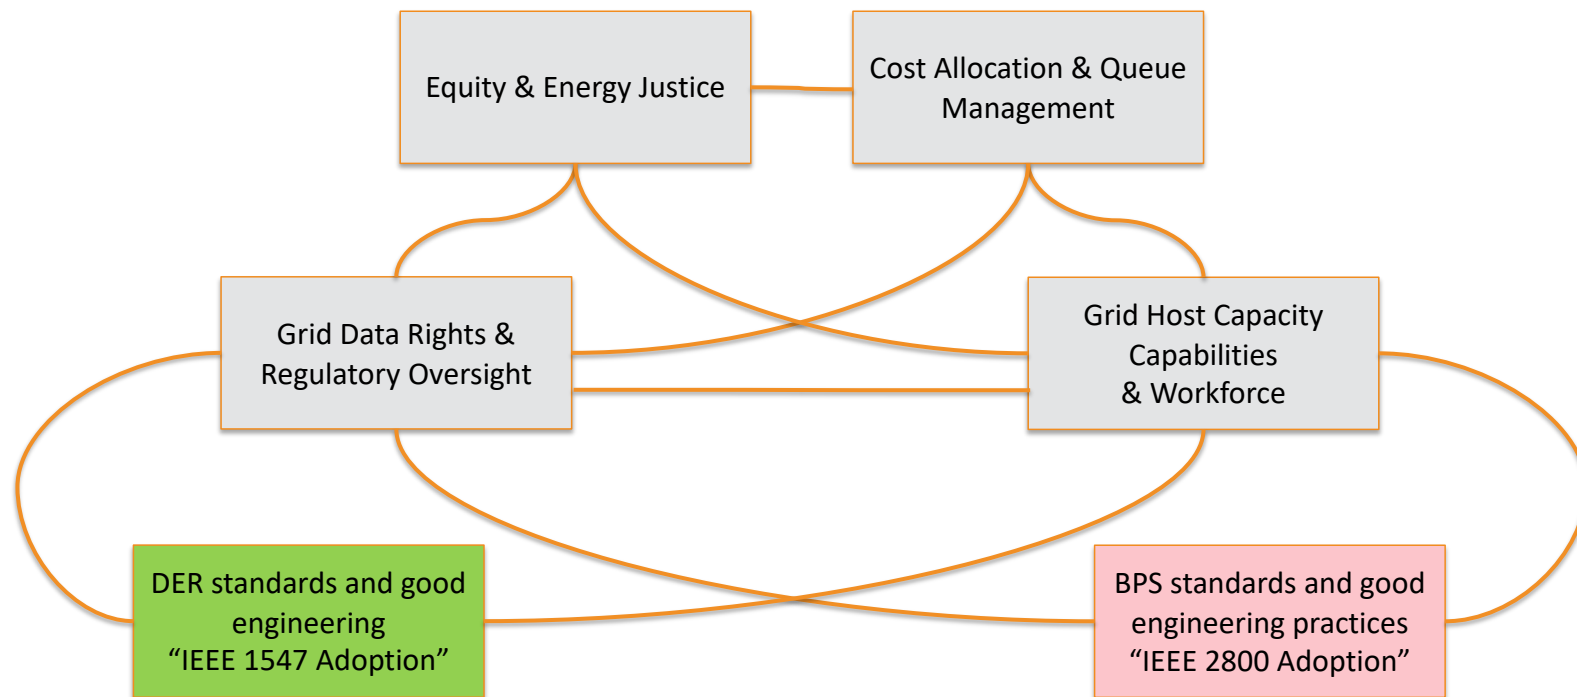 Equity & Energy Justice
Cost Allocation & Queue
Management
Grid Data Rights &
Regulatory Oversight
Grid Host Capacity
Capabilities
& Workforce
DER standards and good
engineering
“IEEE 1547 Adoption”
BPS standards and good
engineering practices
“IEEE 2800 Adoption”